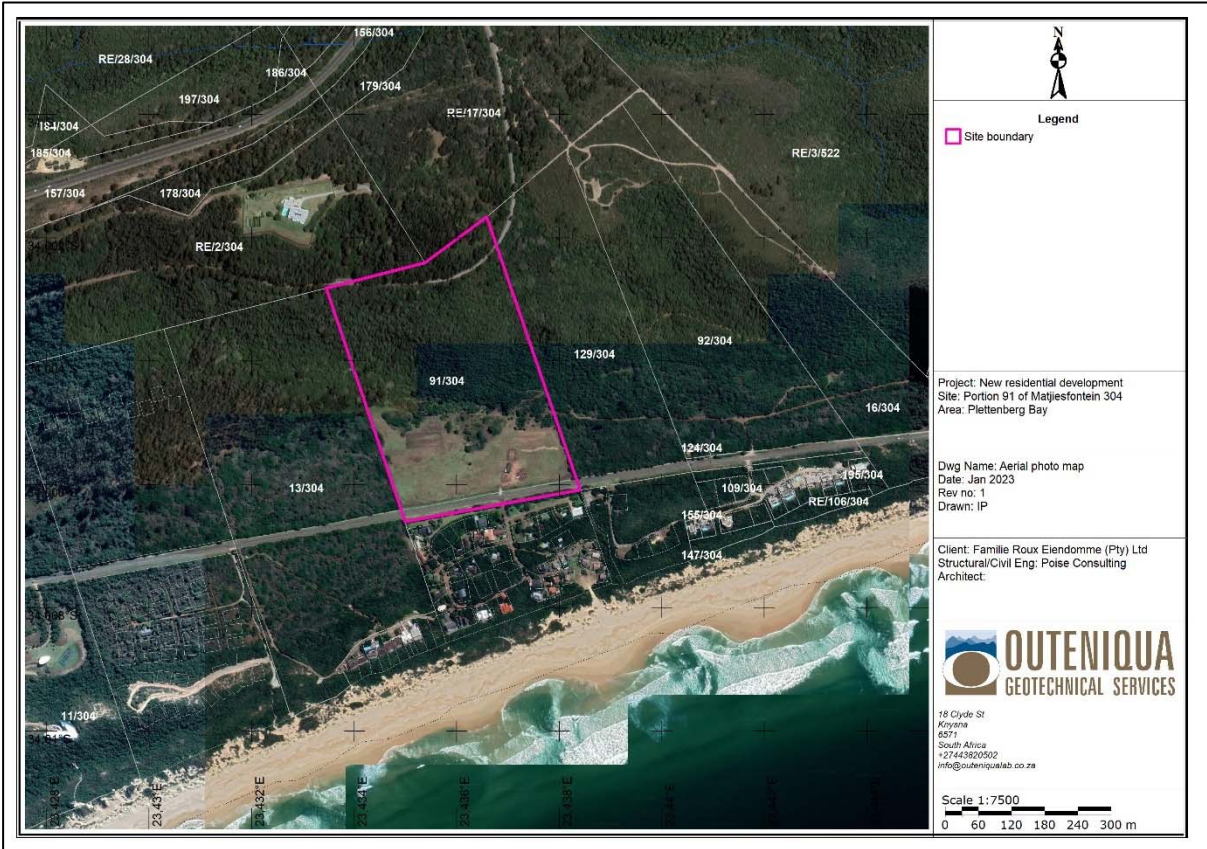 156/304
RE/28/304
186/304
179/304
197/304
RE/17/304
184/304
185/304
RE/3/522
157/304
178/304
RE/2/304
129/304
92/304
91/304
16/304
124/304
13/304
109/304
195/304
RE/106/304
155/304
147/304
11/304
23.428°E
23.43°E
23.432°E
23.434°E
23.436°E
23.438°E
N
Legend
Site boundary
Project: New residential development
Site: Portion 91 of Matjiesfontein 304
Area: Plettenberg Bay
Dwg Name: Aerial photo map
Date: Jan 2023
Rev no: 1
Drawn: IP
Client: Familie Roux Eiendomme (Pty) Ltd
Structural/Civil Eng: Poise Consulting
Architect:
OUTENIQUA
GEOTECHNICAL SERVICES
18 Clyde St
Knysna
6571
South Africa
+27443820502
info@outeniqualab.co.za
Scale 1:7500
0 60 120 180 240 300 m